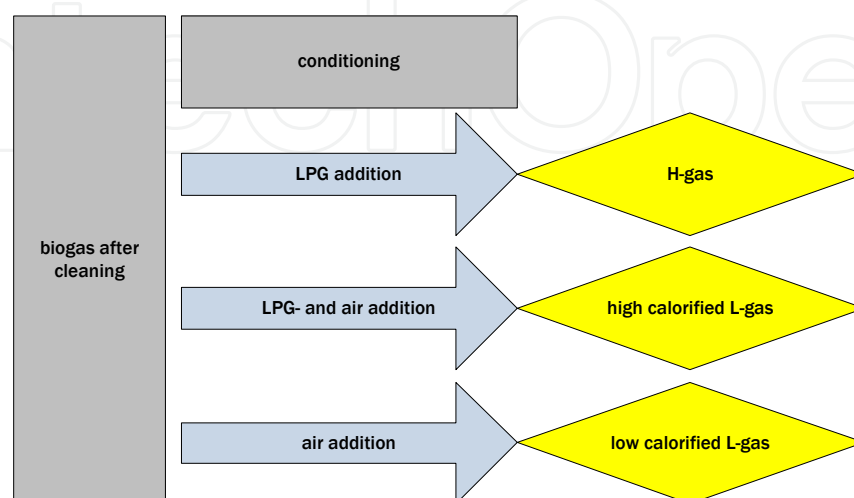 conditioning
LPG addition
H-gas
biogas after
cleaning
LPG- and air addition
high calorified L-gas
air addition
low calorified L-gas